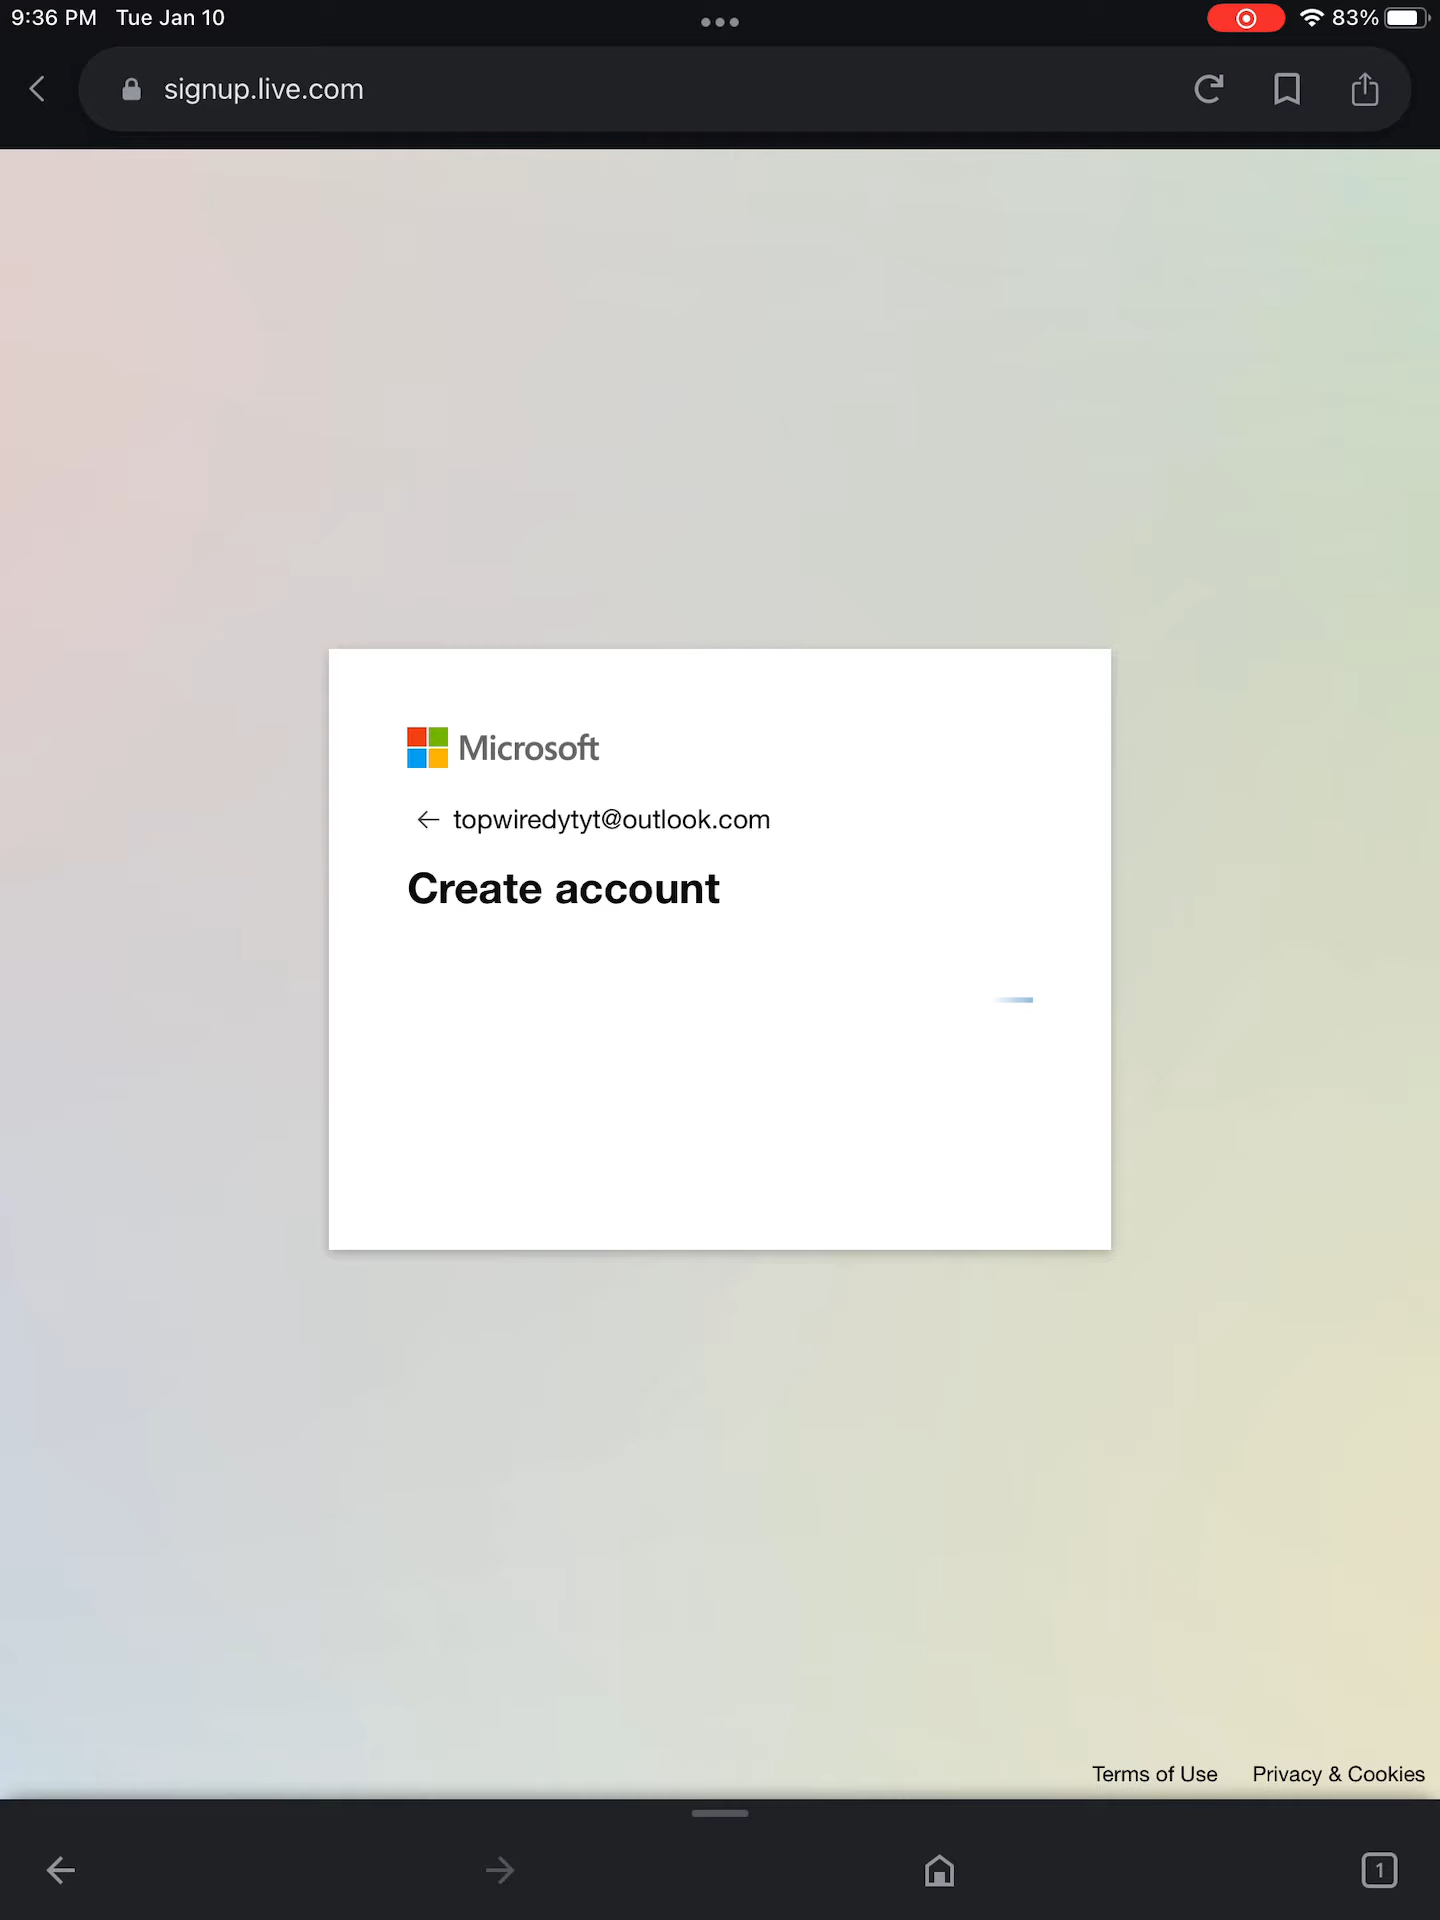 9:36 PM Tue Jan 10
83%
signup.live.com
Microsoft
topwiredytyt@outlook.com
Create account
Terms of Use Privacy & Cookies
1